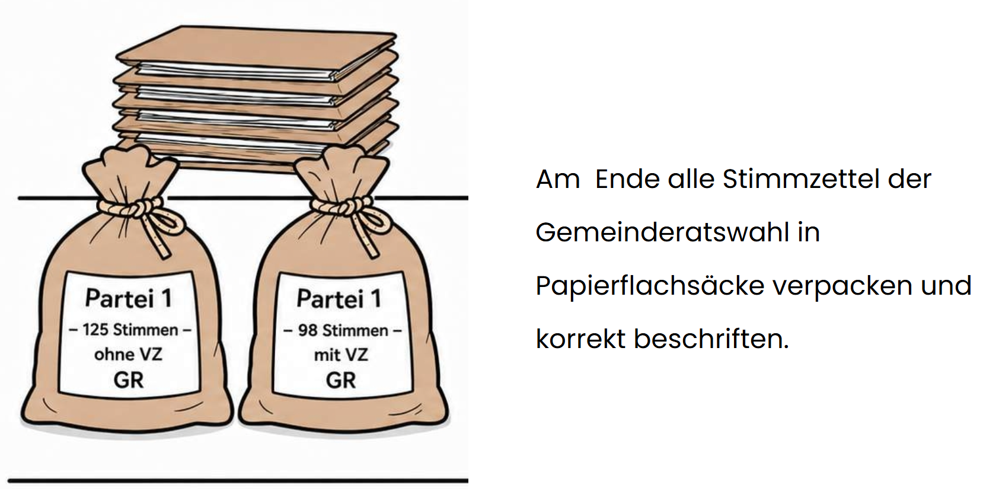 Partei 1
– 125 Stimmen –
ohne VZ
GR
Partei 1
– 98 Stimmen –
mit VZ
GR
Am Ende alle Stimmzettel der
Gemeinderatswahl in
Papierflachsäcke verpacken und
korrekt beschriften.